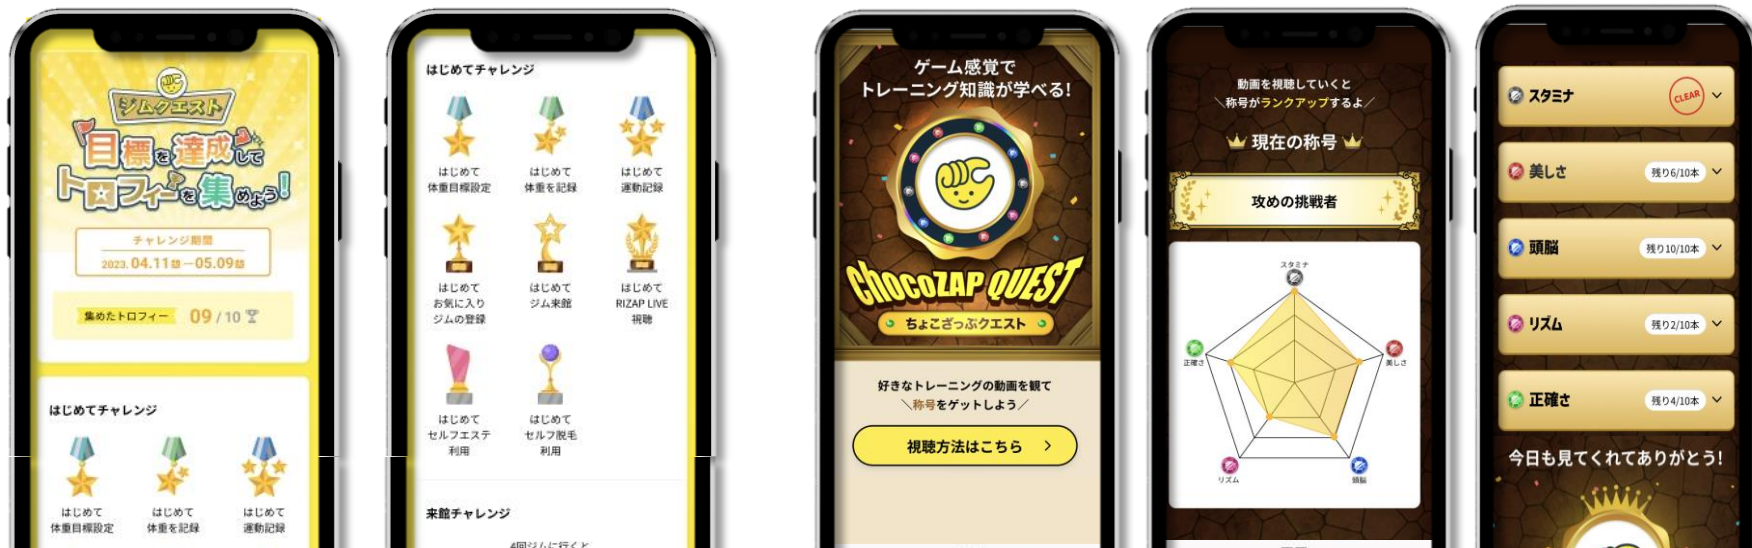 ジムクエスト
目標を達成して
トロフィーを集めよう!
チャレンジ期間
2023.04.11㊋−05.09㊋
集めたトロフィー 09/10
はじめてチャレンジ
はじめて
体重目標設定
はじめて
体重を記録
はじめて
運動記録
はじめてチャレンジ
はじめて
体重目標設定
はじめて
体重を記録
はじめて
運動記録
はじめて
お気に入り
ジムの登録
はじめて
ジム来館
はじめて
RIZAP LIVE
視聴
はじめて
セルフエステ
利用
はじめて
セルフ脱毛
利用
来館チャレンジ
4回ジムに行くと
ゲーム感覚で
トレーニング知識が学べる!
chocoZAP QUEST
ちょこざっぷクエスト
好きなトレーニングの動画を観て
＼称号をゲットしよう／
視聴方法はこちら
動画を視聴していくと
＼称号がランクアップするよ／
現在の称号
攻めの挑戦者
スタミナ
正確さ
美しさ
リズム
頭脳
スタミナ CLEAR
美しさ 残り6/10本
頭脳 残り10/10本
リズム 残り2/10本
正確さ 残り4/10本
今日も見てくれてありがとう!